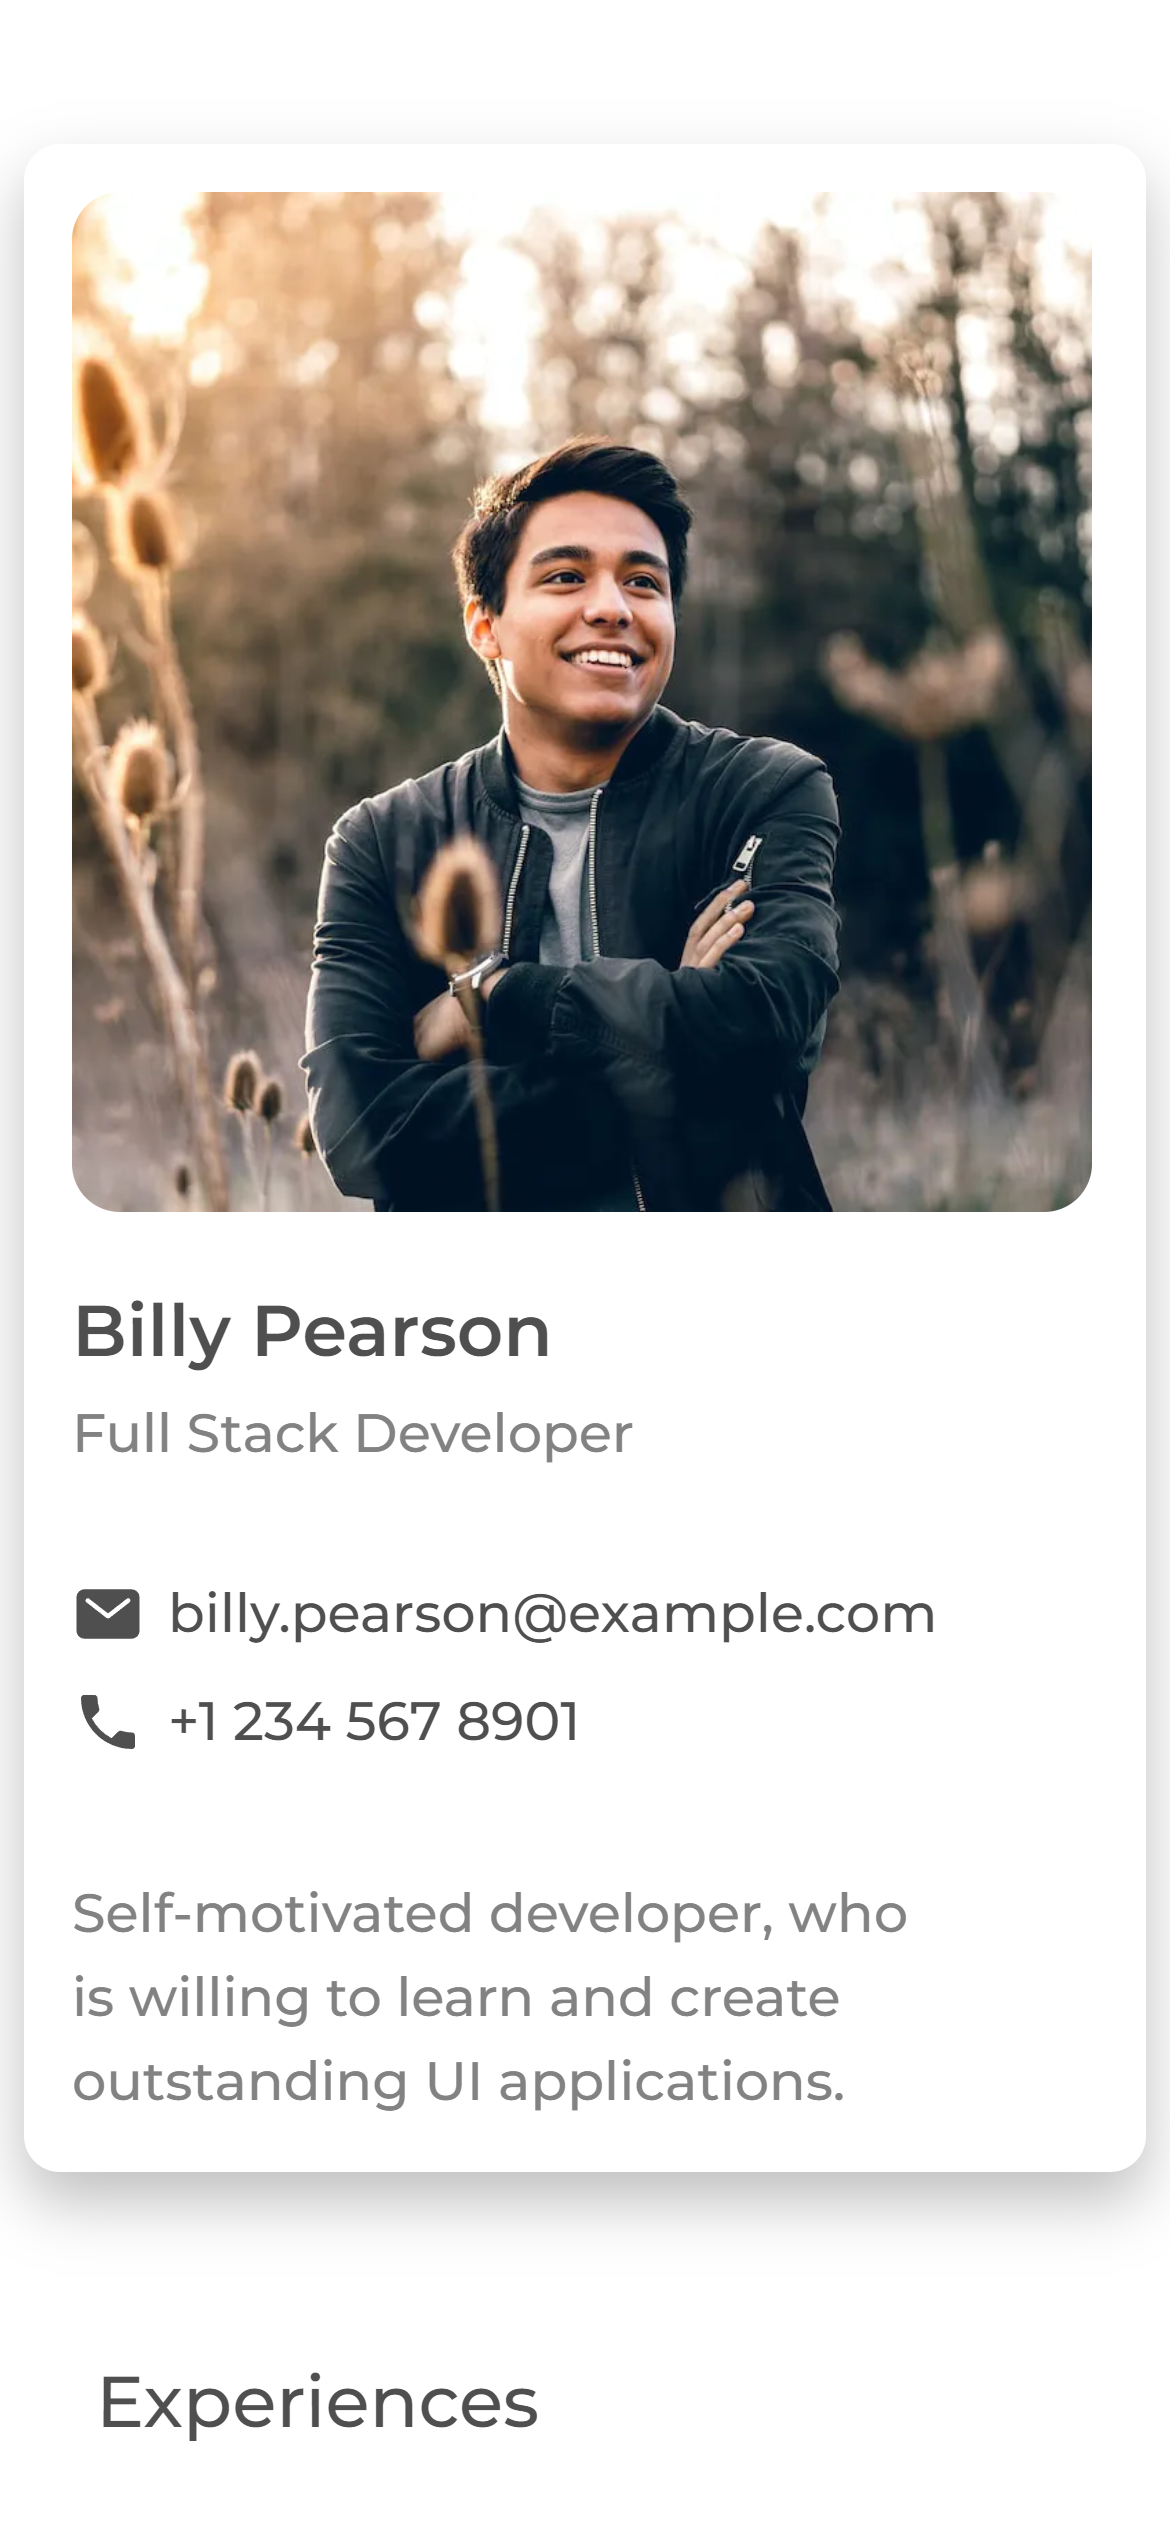 Billy Pearson
Full Stack Developer
billy.pearson@example.com
+1 234 567 8901
Self-motivated developer, who
is willing to learn and create
outstanding UI applications.
Experiences